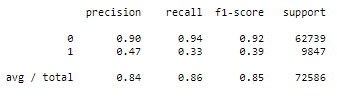 precision recall f1-score support
0 0.90 0.94 0.92 62739
1 0.47 0.33 0.39 9847
avg / total 0.84 0.86 0.85 72586